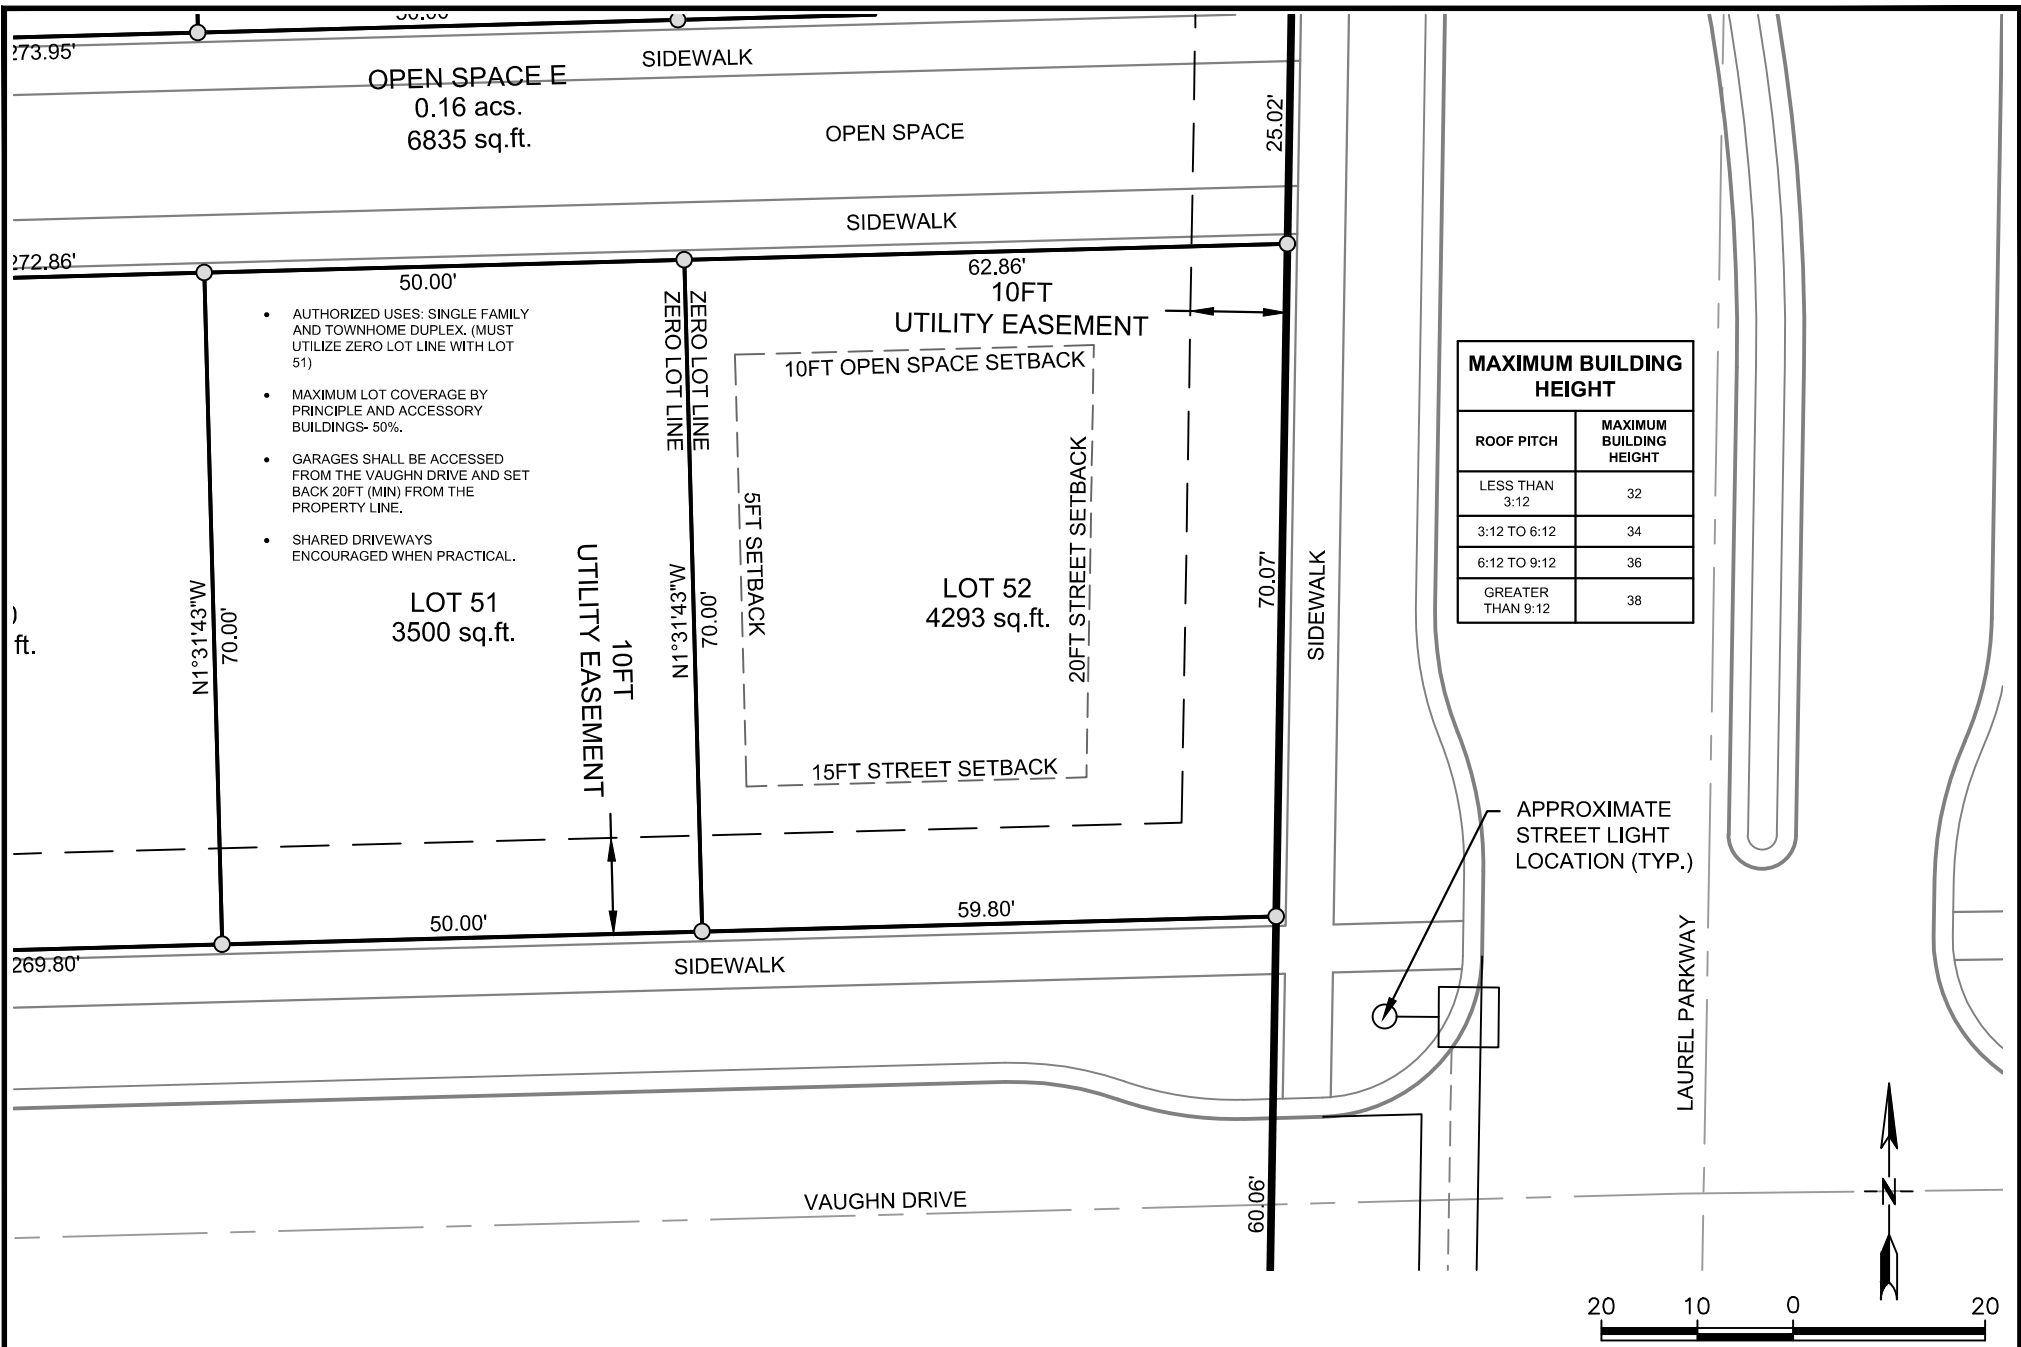 50.00'
273.95'
SIDEWALK
OPEN SPACE E
0.16 acs.
6835 sq.ft.
OPEN SPACE
25.02'
SIDEWALK
272.86'
50.00'
62.86'
10FT
UTILITY EASEMENT
• AUTHORIZED USES: SINGLE FAMILY
AND TOWNHOME DUPLEX. (MUST
UTILIZE ZERO LOT LINE WITH LOT
51)
• MAXIMUM LOT COVERAGE BY
PRINCIPLE AND ACCESSORY
BUILDINGS- 50%.
• GARAGES SHALL BE ACCESSED
FROM THE VAUGHN DRIVE AND SET
BACK 20FT (MIN) FROM THE
PROPERTY LINE.
• SHARED DRIVEWAYS
ENCOURAGED WHEN PRACTICAL.
ZERO LOT LINE
ZERO LOT LINE
10FT OPEN SPACE SETBACK
5FT SETBACK
20FT STREET SETBACK
15FT STREET SETBACK
MAXIMUM BUILDING
HEIGHT
ROOF PITCH
MAXIMUM
BUILDING
HEIGHT
LESS THAN
3:12
32
3:12 TO 6:12
34
6:12 TO 9:12
36
GREATER
THAN 9:12
38
ft.
N1°31'43"W
70.00'
LOT 51
3500 sq.ft.
10FT
UTILITY EASEMENT
N1°31'43"W
70.00'
LOT 52
4293 sq.ft.
70.07'
SIDEWALK
APPROXIMATE
STREET LIGHT
LOCATION (TYP.)
269.80'
50.00'
59.80'
SIDEWALK
LAUREL PARKWAY
VAUGHN DRIVE
60.06'
N
20 10 0 20